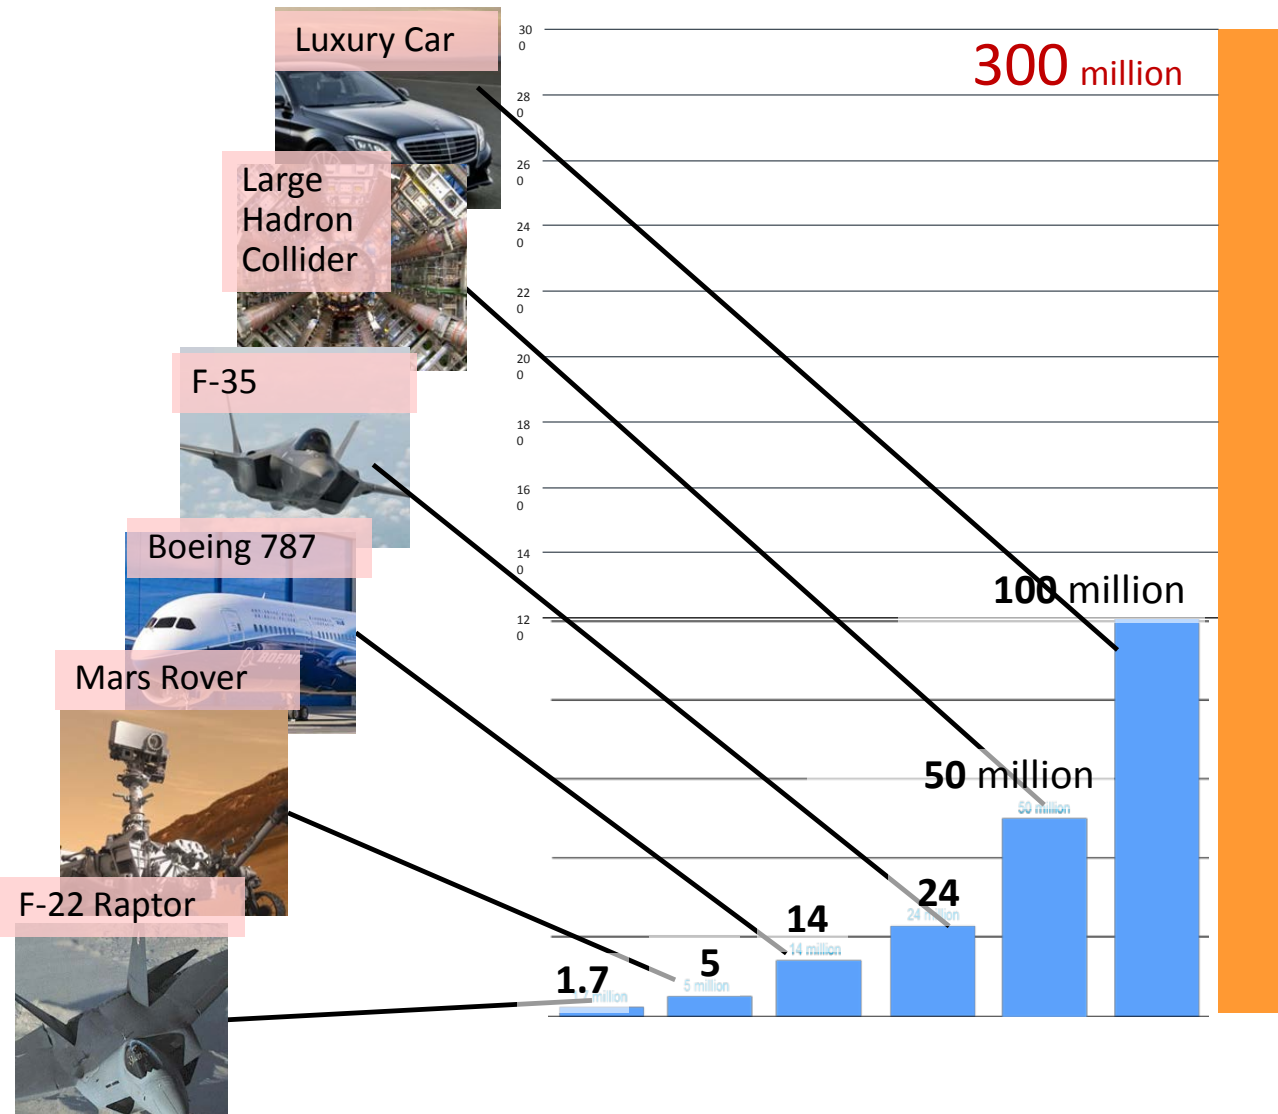 Luxury Car
Large
Hadron
Collider
F-35
Boeing 787
BOEING
Mars Rover
F-22 Raptor
30
0
28
0
26
0
24
0
22
0
20
0
18
0
16
0
14
0
12
0
300 million
100 million
50 million
50 million
24
24 million
14
14 million
5
5 million
1.7
million